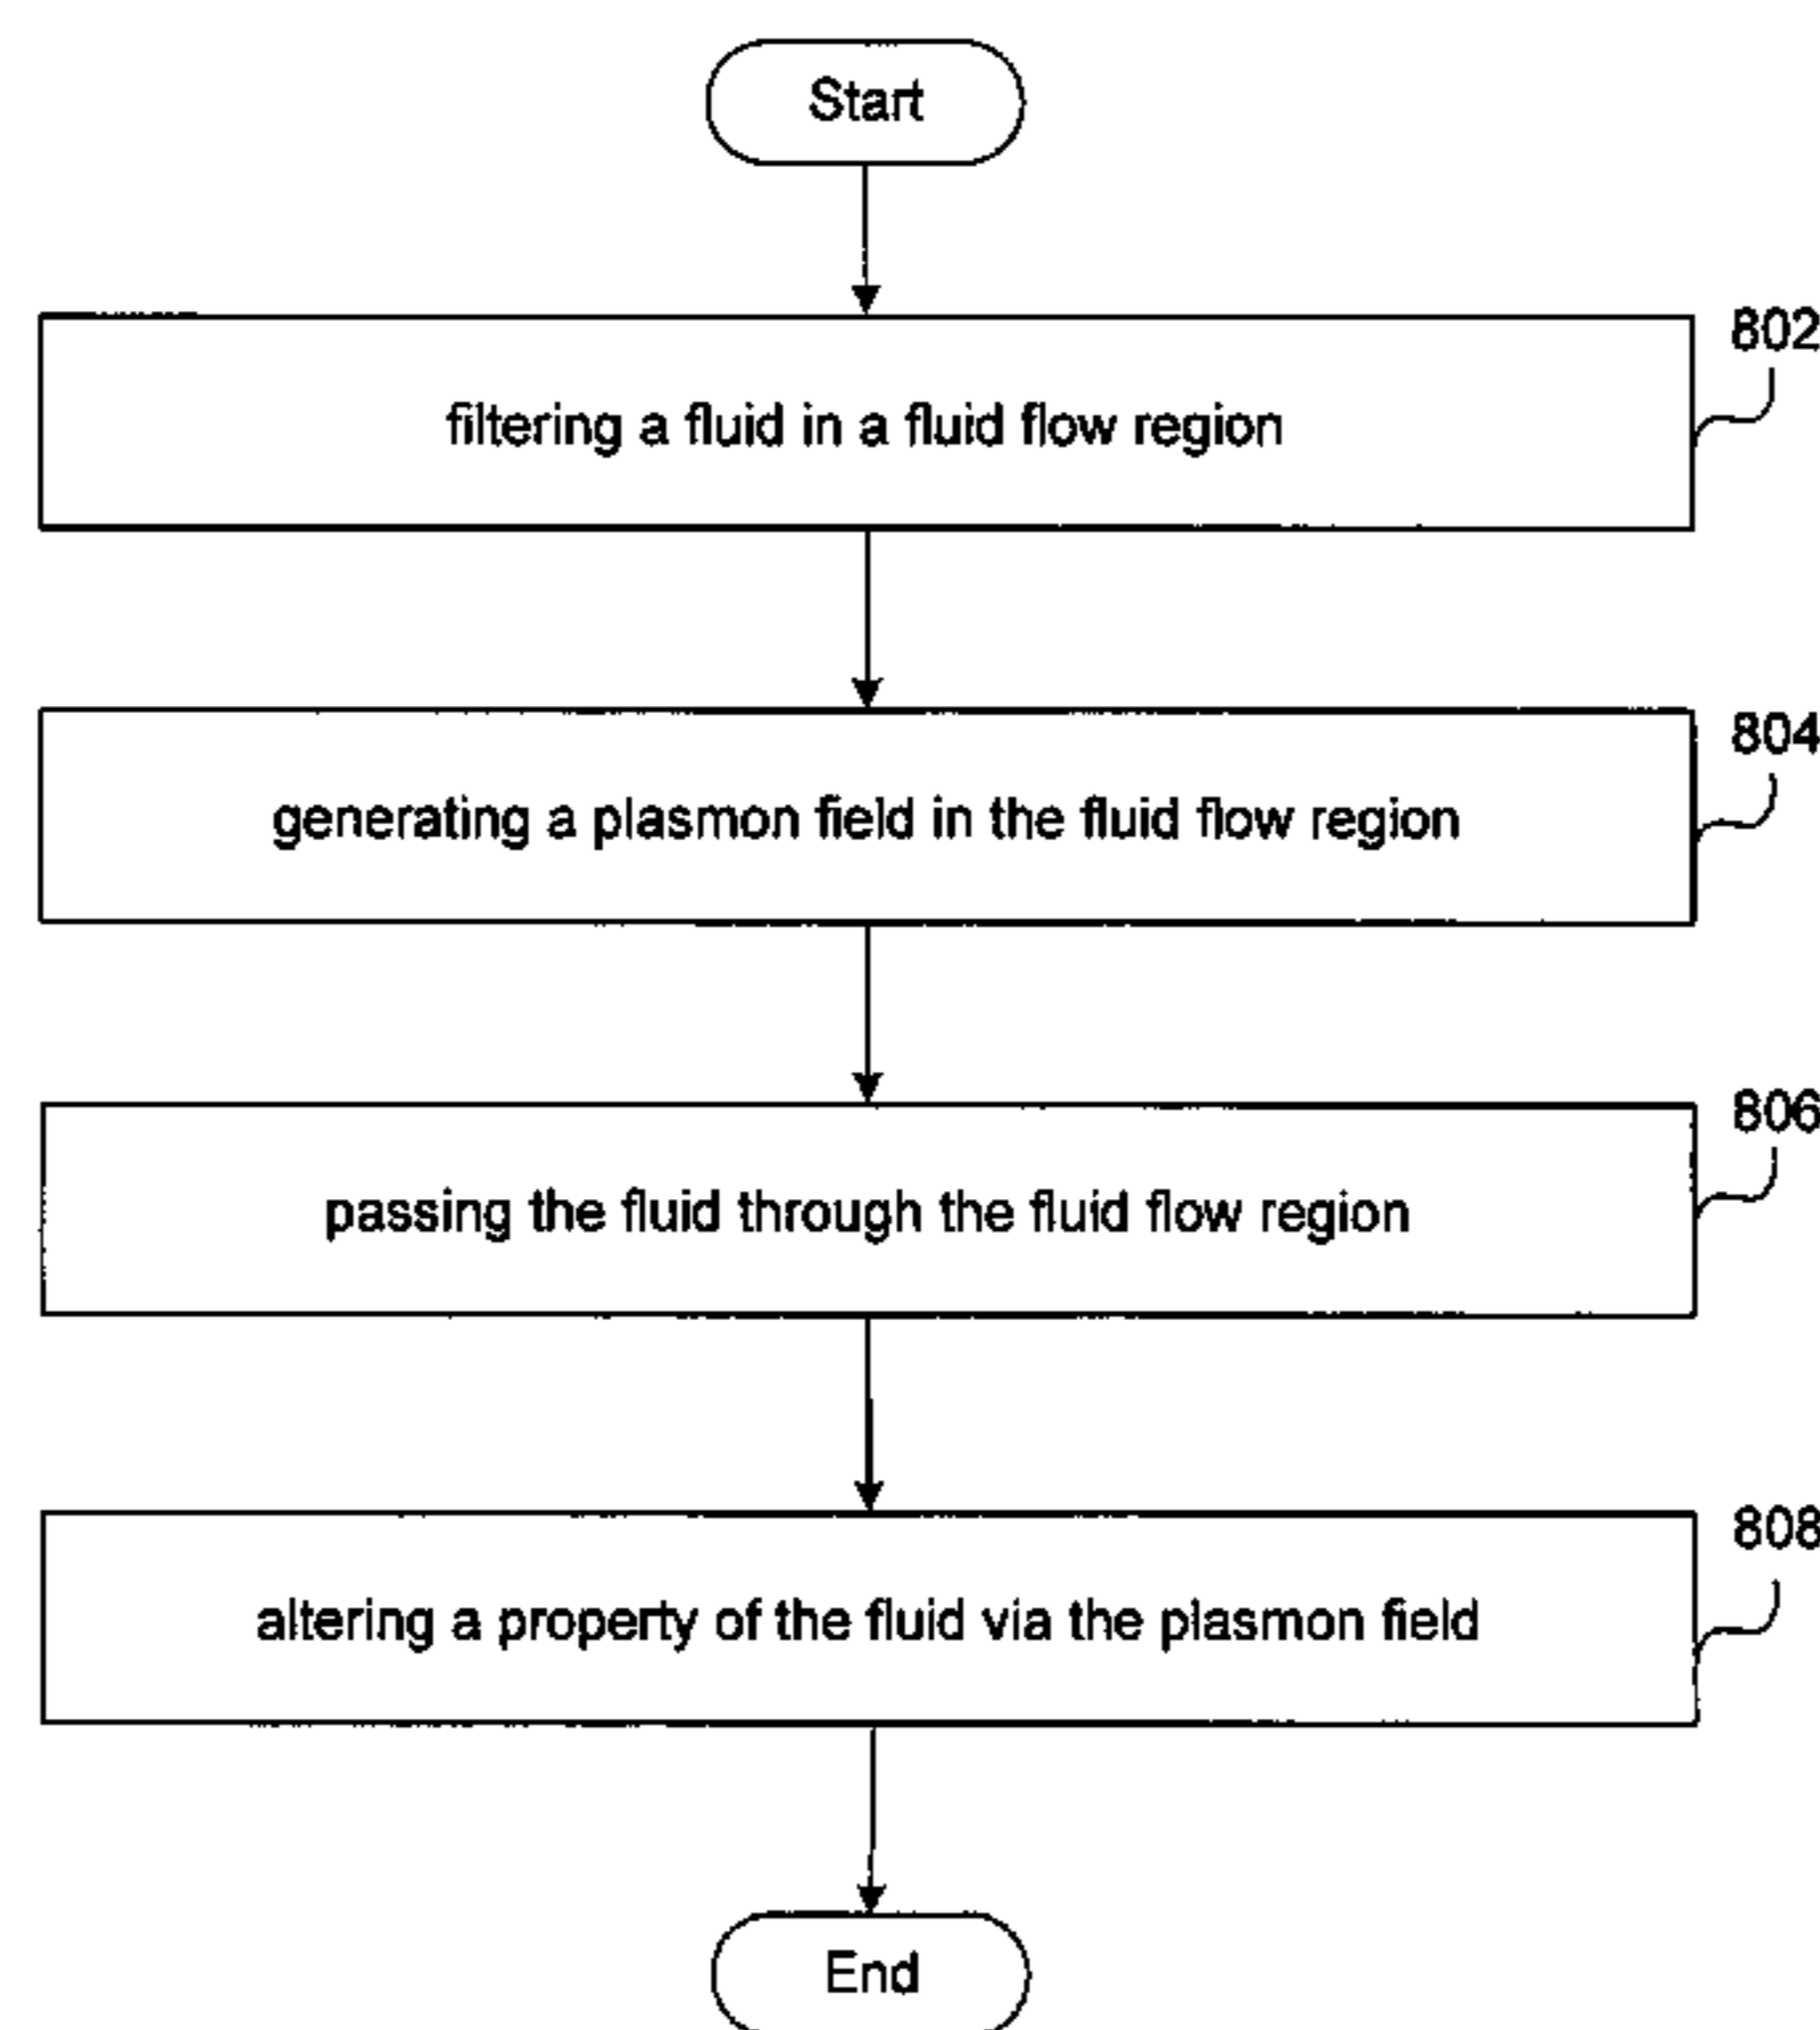 Start
802
filtering a fluid in a fluid flow region
804
generating a plasmon field in the fluid flow region
806
passing the fluid through the fluid flow region
808
altering a property of the fluid via the plasmon field
End